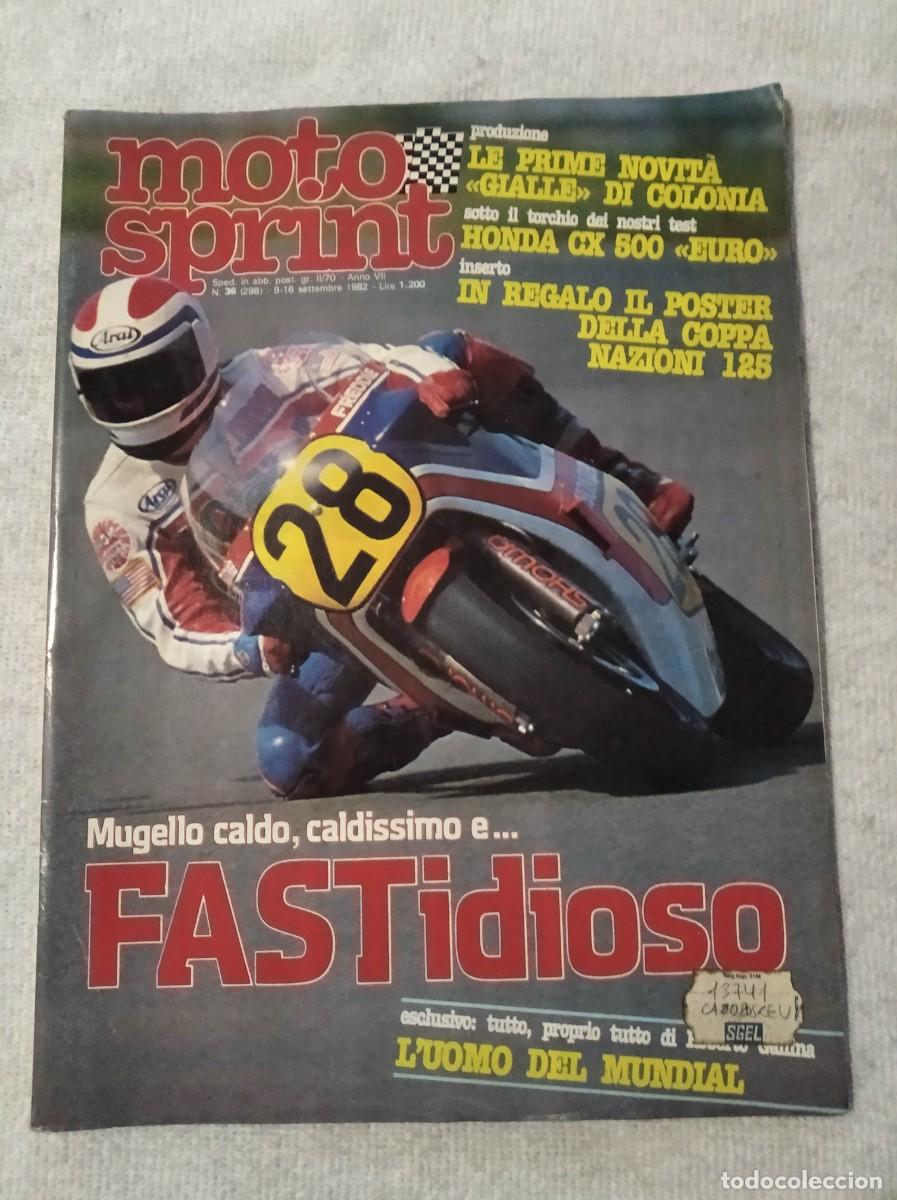 moto
sprint
Sped. in abb. post. gr. II/70 - Anno VII
N. 36 (298) - 9-16 settembre 1982 - Lire 1.200
produzione
LE PRIME NOVITÀ
«GIALLE» DI COLONIA
sotto il torchio dei nostri test
HONDA CX 500 «EURO»
inserto
IN REGALO IL POSTER
DELLA COPPA
NAZIONI 125
Arai
FREDDIE
Arai
28
Mugello caldo, caldissimo e...
FASTidioso
13741
SGEL
esclusivo: tutto, proprio tutto di Gallina
L'UOMO DEL MUNDIAL
todocoleccion